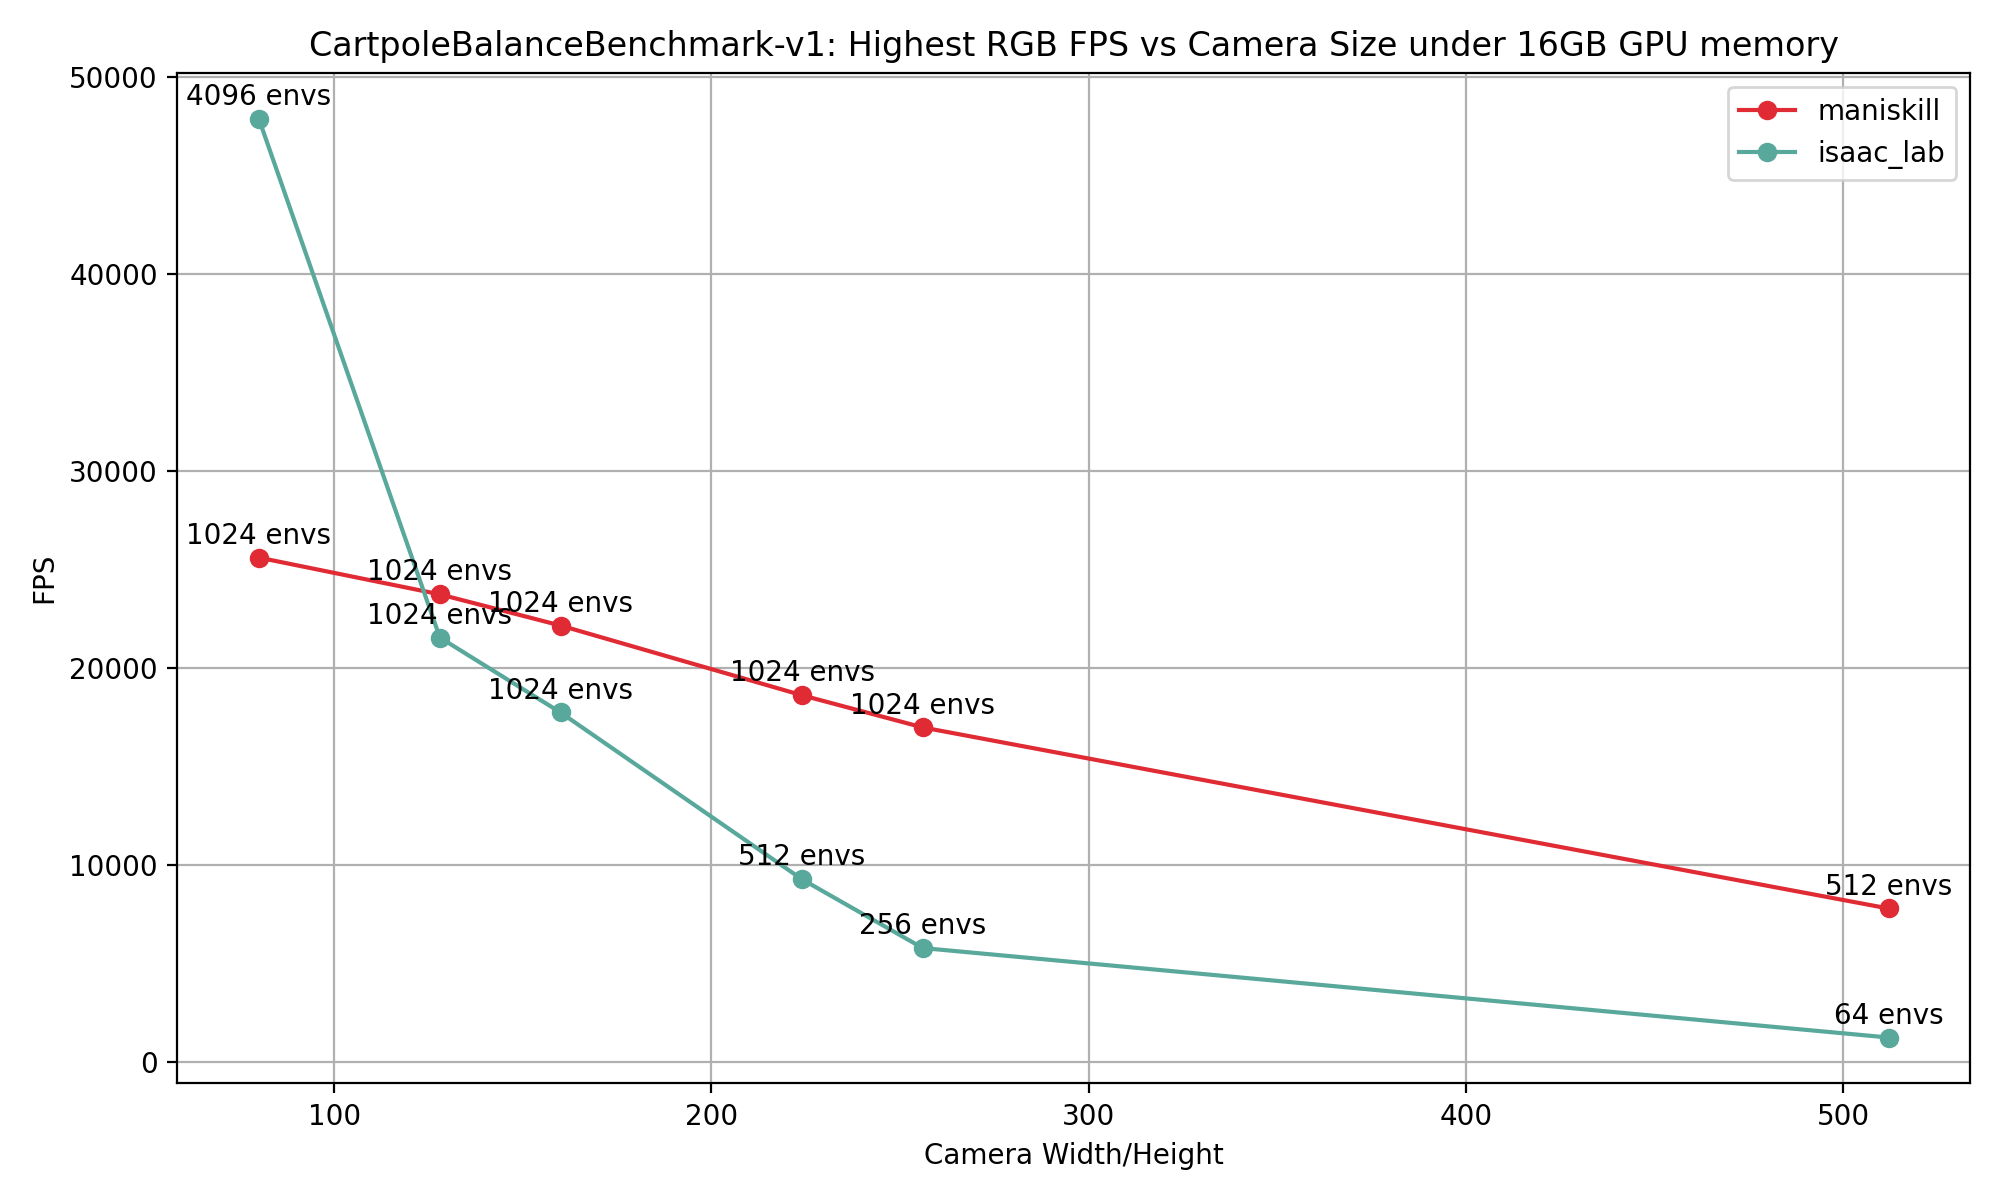 CartpoleBalanceBenchmark-v1: Highest RGB FPS vs Camera Size under 16GB GPU memory
maniskill
isaac_lab
FPS
50000
40000
30000
20000
10000
0
4096 envs
1024 envs
1024 envs
1024 envs
1024 envs
1024 envs
1024 envs
1024 envs
512 envs
256 envs
512 envs
64 envs
100
200
300
400
500
Camera Width/Height